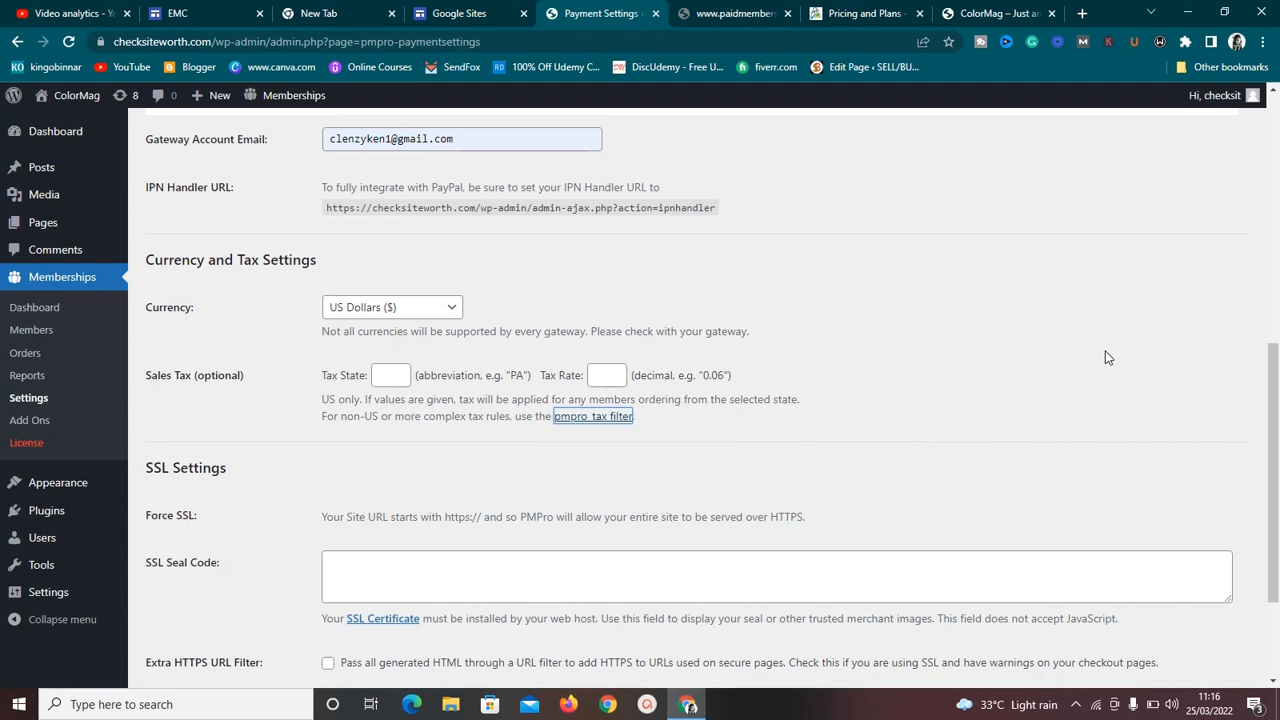 Video analytics - Y
EMC
New Tab
Google Sites
Payment Settings ‹
www.paidmembers
Pricing and Plans –
ColorMag – Just an
checksiteworth.com/wp-admin/admin.php?page=pmpro-paymentsettings
kingobinnar
YouTube
Blogger
www.canva.com
Online Courses
SendFox
100% Off Udemy C...
DiscUdemy - Free U...
fiverr.com
Edit Page ‹ SELL/BU...
Other bookmarks
ColorMag
8
0
New
Memberships
Hi, checksit
Dashboard
Posts
Media
Pages
Comments
Memberships
Dashboard
Members
Orders
Reports
Settings
Add Ons
License
Appearance
Plugins
Users
Tools
Settings
Collapse menu
Gateway Account Email:
clenzyken1@gmail.com
IPN Handler URL:
To fully integrate with PayPal, be sure to set your IPN Handler URL to
https://checksiteworth.com/wp-admin/admin-ajax.php?action=ipnhandler
Currency and Tax Settings
Currency:
US Dollars ($)
Not all currencies will be supported by every gateway. Please check with your gateway.
Sales Tax (optional)
Tax State: (abbreviation, e.g. "PA") Tax Rate: (decimal, e.g. "0.06")
US only. If values are given, tax will be applied for any members ordering from the selected state.
For non-US or more complex tax rules, use the pmpro_tax filter.
SSL Settings
Force SSL:
Your Site URL starts with https:// and so PMPro will allow your entire site to be served over HTTPS.
SSL Seal Code:
Your SSL Certificate must be installed by your web host. Use this field to display your seal or other trusted merchant images. This field does not accept JavaScript.
Extra HTTPS URL Filter:
Pass all generated HTML through a URL filter to add HTTPS to URLs used on secure pages. Check this if you are using SSL and have warnings on your checkout pages.
Type here to search
33°C Light rain
11:16
25/03/2022
3